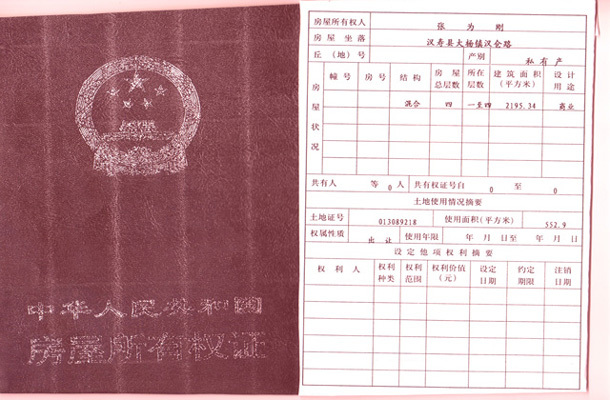 中华人民共和国
房屋所有权证
房屋所有权人 张为刚
房屋坐落 汉寿县大杨镇汉会路
丘（地）号 产别 私有产
房屋状况 幢号 房号 结构 房屋总层数 所在层数 建筑面积（平方米） 设计用途
混合 四 一至四 2195.34 商业
共有人 等 0 人 共有权证号自 0 至 0
土地使用情况摘要
土地证号 013089218 使用面积（平方米） 552.9
权属性质 出让 使用年限 年 月 日至 年 月 日
设定他项权利摘要
权利人 权利种类 权利范围 权利价值（元） 设定日期 约定期限 注销日期